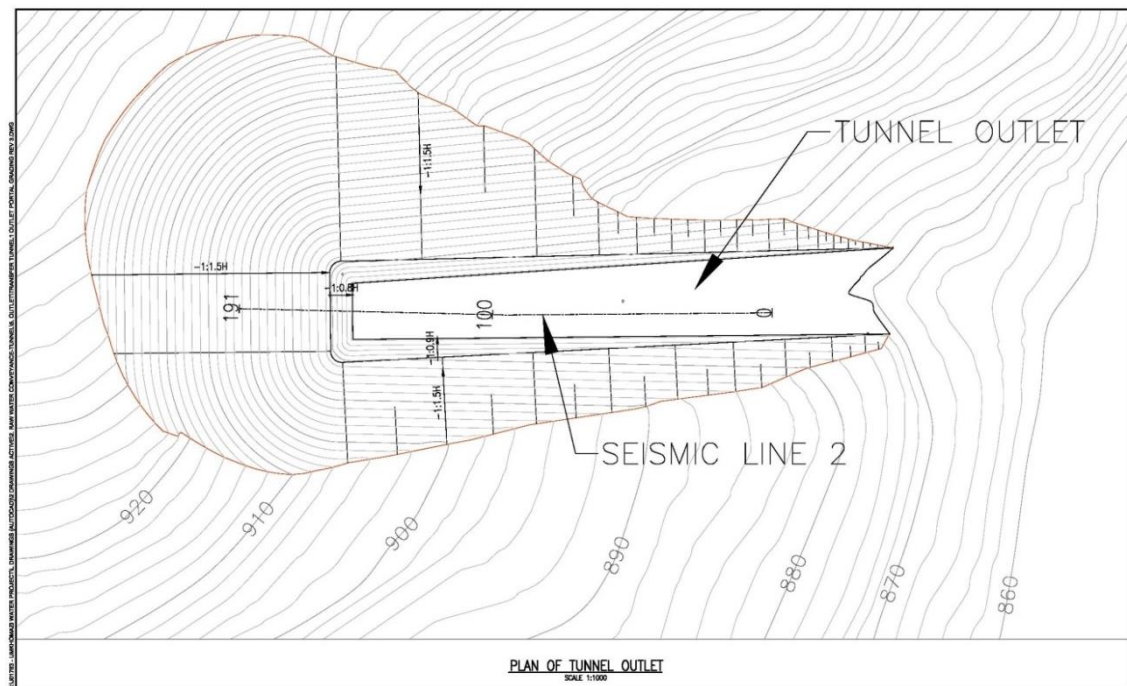 TUNNEL OUTLET
-1:1.5H
-1:1.5H
-1:0.8H
191
100
0
-1:0.9H
-1:1.5H
SEISMIC LINE 2
920
910
900
890
880
870
860
PLAN OF TUNNEL OUTLET
SCALE 1:1000